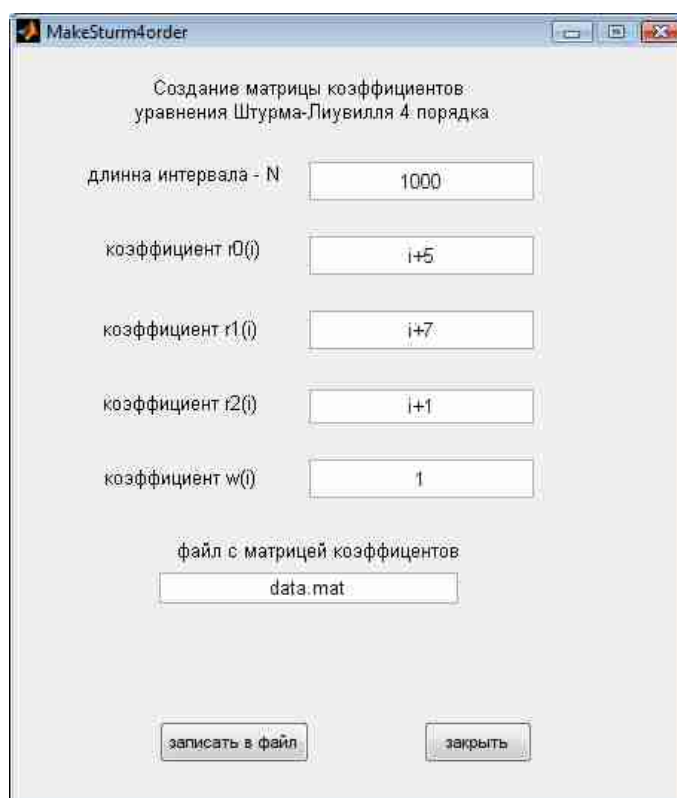 MakeSturm4order
Создание матрицы коэффициентов
уравнения Штурма-Лиувилля 4 порядка
длинна интервала - N 1000
коэффициент r0(i) i+5
коэффициент r1(i) i+7
коэффициент r2(i) i+1
коэффициент w(i) 1
файл с матрицей коэффицентов
data.mat
записать в файл закрыть